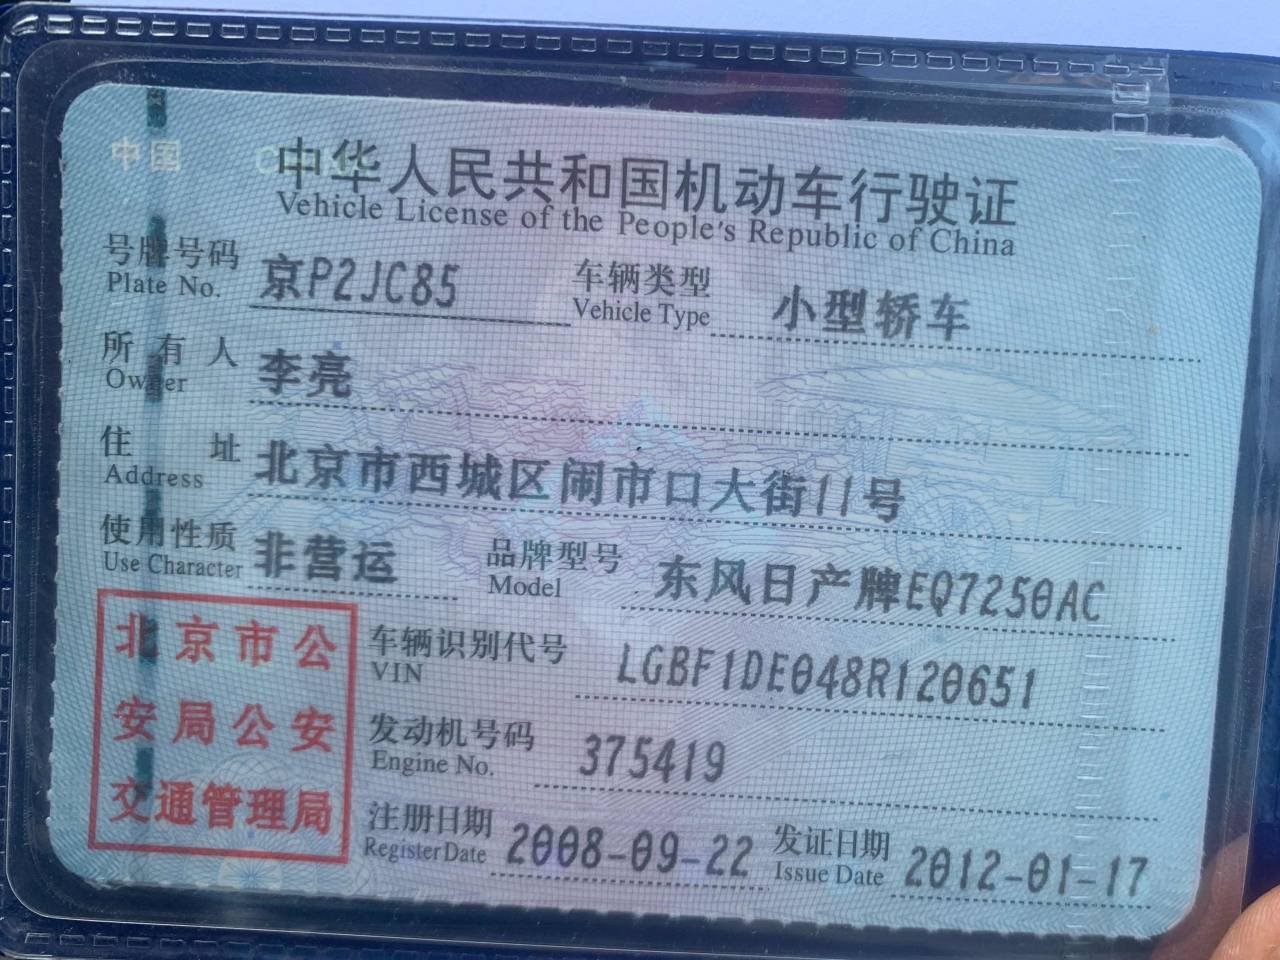 中国 CHINA
中华人民共和国机动车行驶证
Vehicle License of the People's Republic of China
号牌号码 京P2JC85 车辆类型 小型轿车
Plate No. Vehicle Type
所有人 李亮
Owner
住址 北京市西城区闹市口大街11号
Address
使用性质 非营运 品牌型号 东风日产牌EQ7250AC
Use Character Model
北京市公
安局公安
交通管理局
车辆识别代号 LGBF1DE048R120651
VIN
发动机号码 375419
Engine No.
注册日期 2008-09-22 发证日期 2012-01-17
Register Date Issue Date